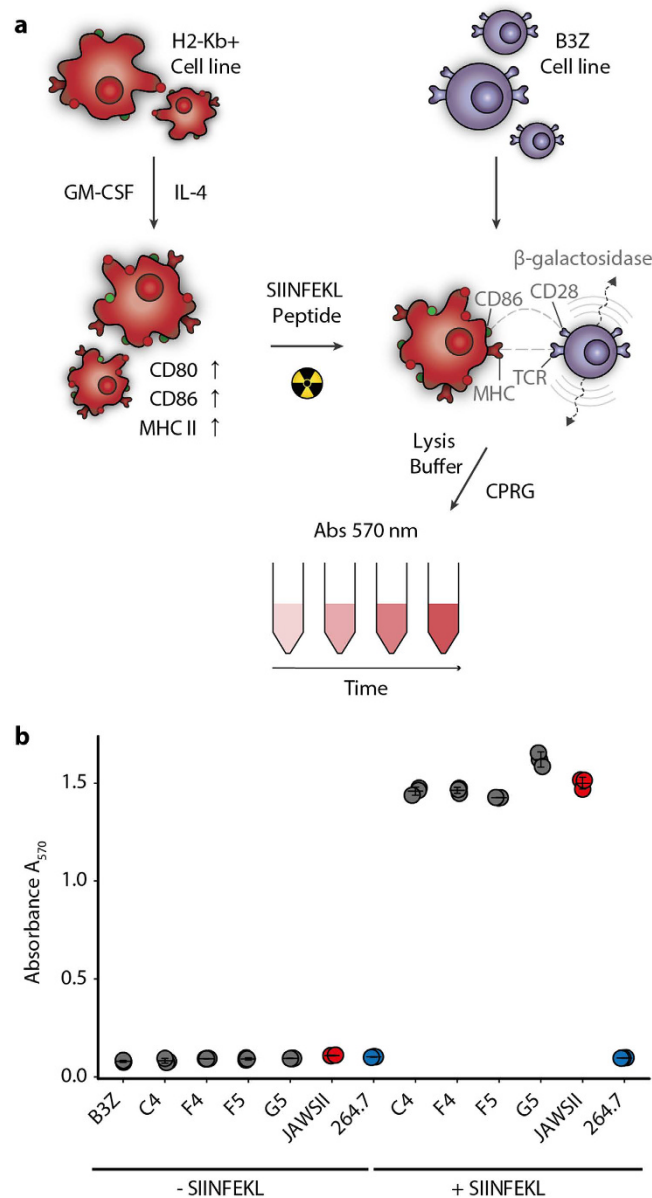 a
H2-Kb+
Cell line
B3Z
Cell line
GM-CSF
IL-4
β-galactosidase
SIINFEKL
Peptide
CD86
CD28
CD80 ↑
CD86 ↑
MHC II ↑
MHC
TCR
Lysis
Buffer
CPRG
Abs 570 nm
Time
b
Absorbance A570
1.5
1.0
0.5
0.0
B3Z
C4
F4
F5
G5
JAWSII
264.7
C4
F4
F5
G5
JAWSII
264.7
- SIINFEKL
+ SIINFEKL